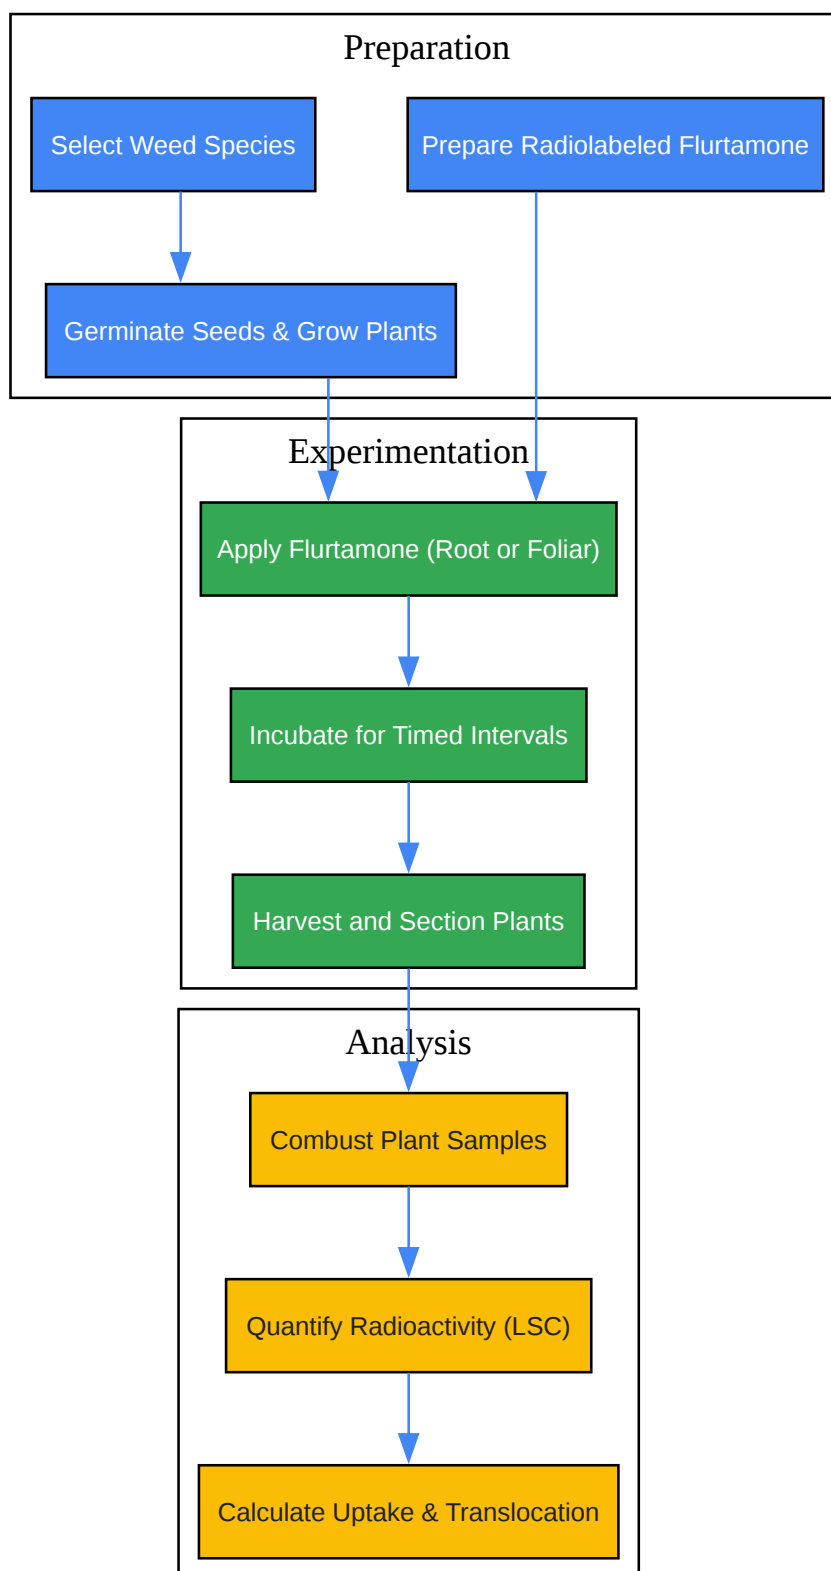 Preparation
Select Weed Species
Prepare Radiolabeled Flurtamone
Germinate Seeds & Grow Plants
Experimentation
Apply Flurtamone (Root or Foliar)
Incubate for Timed Intervals
Harvest and Section Plants
Analysis
Combust Plant Samples
Quantify Radioactivity (LSC)
Calculate Uptake & Translocation